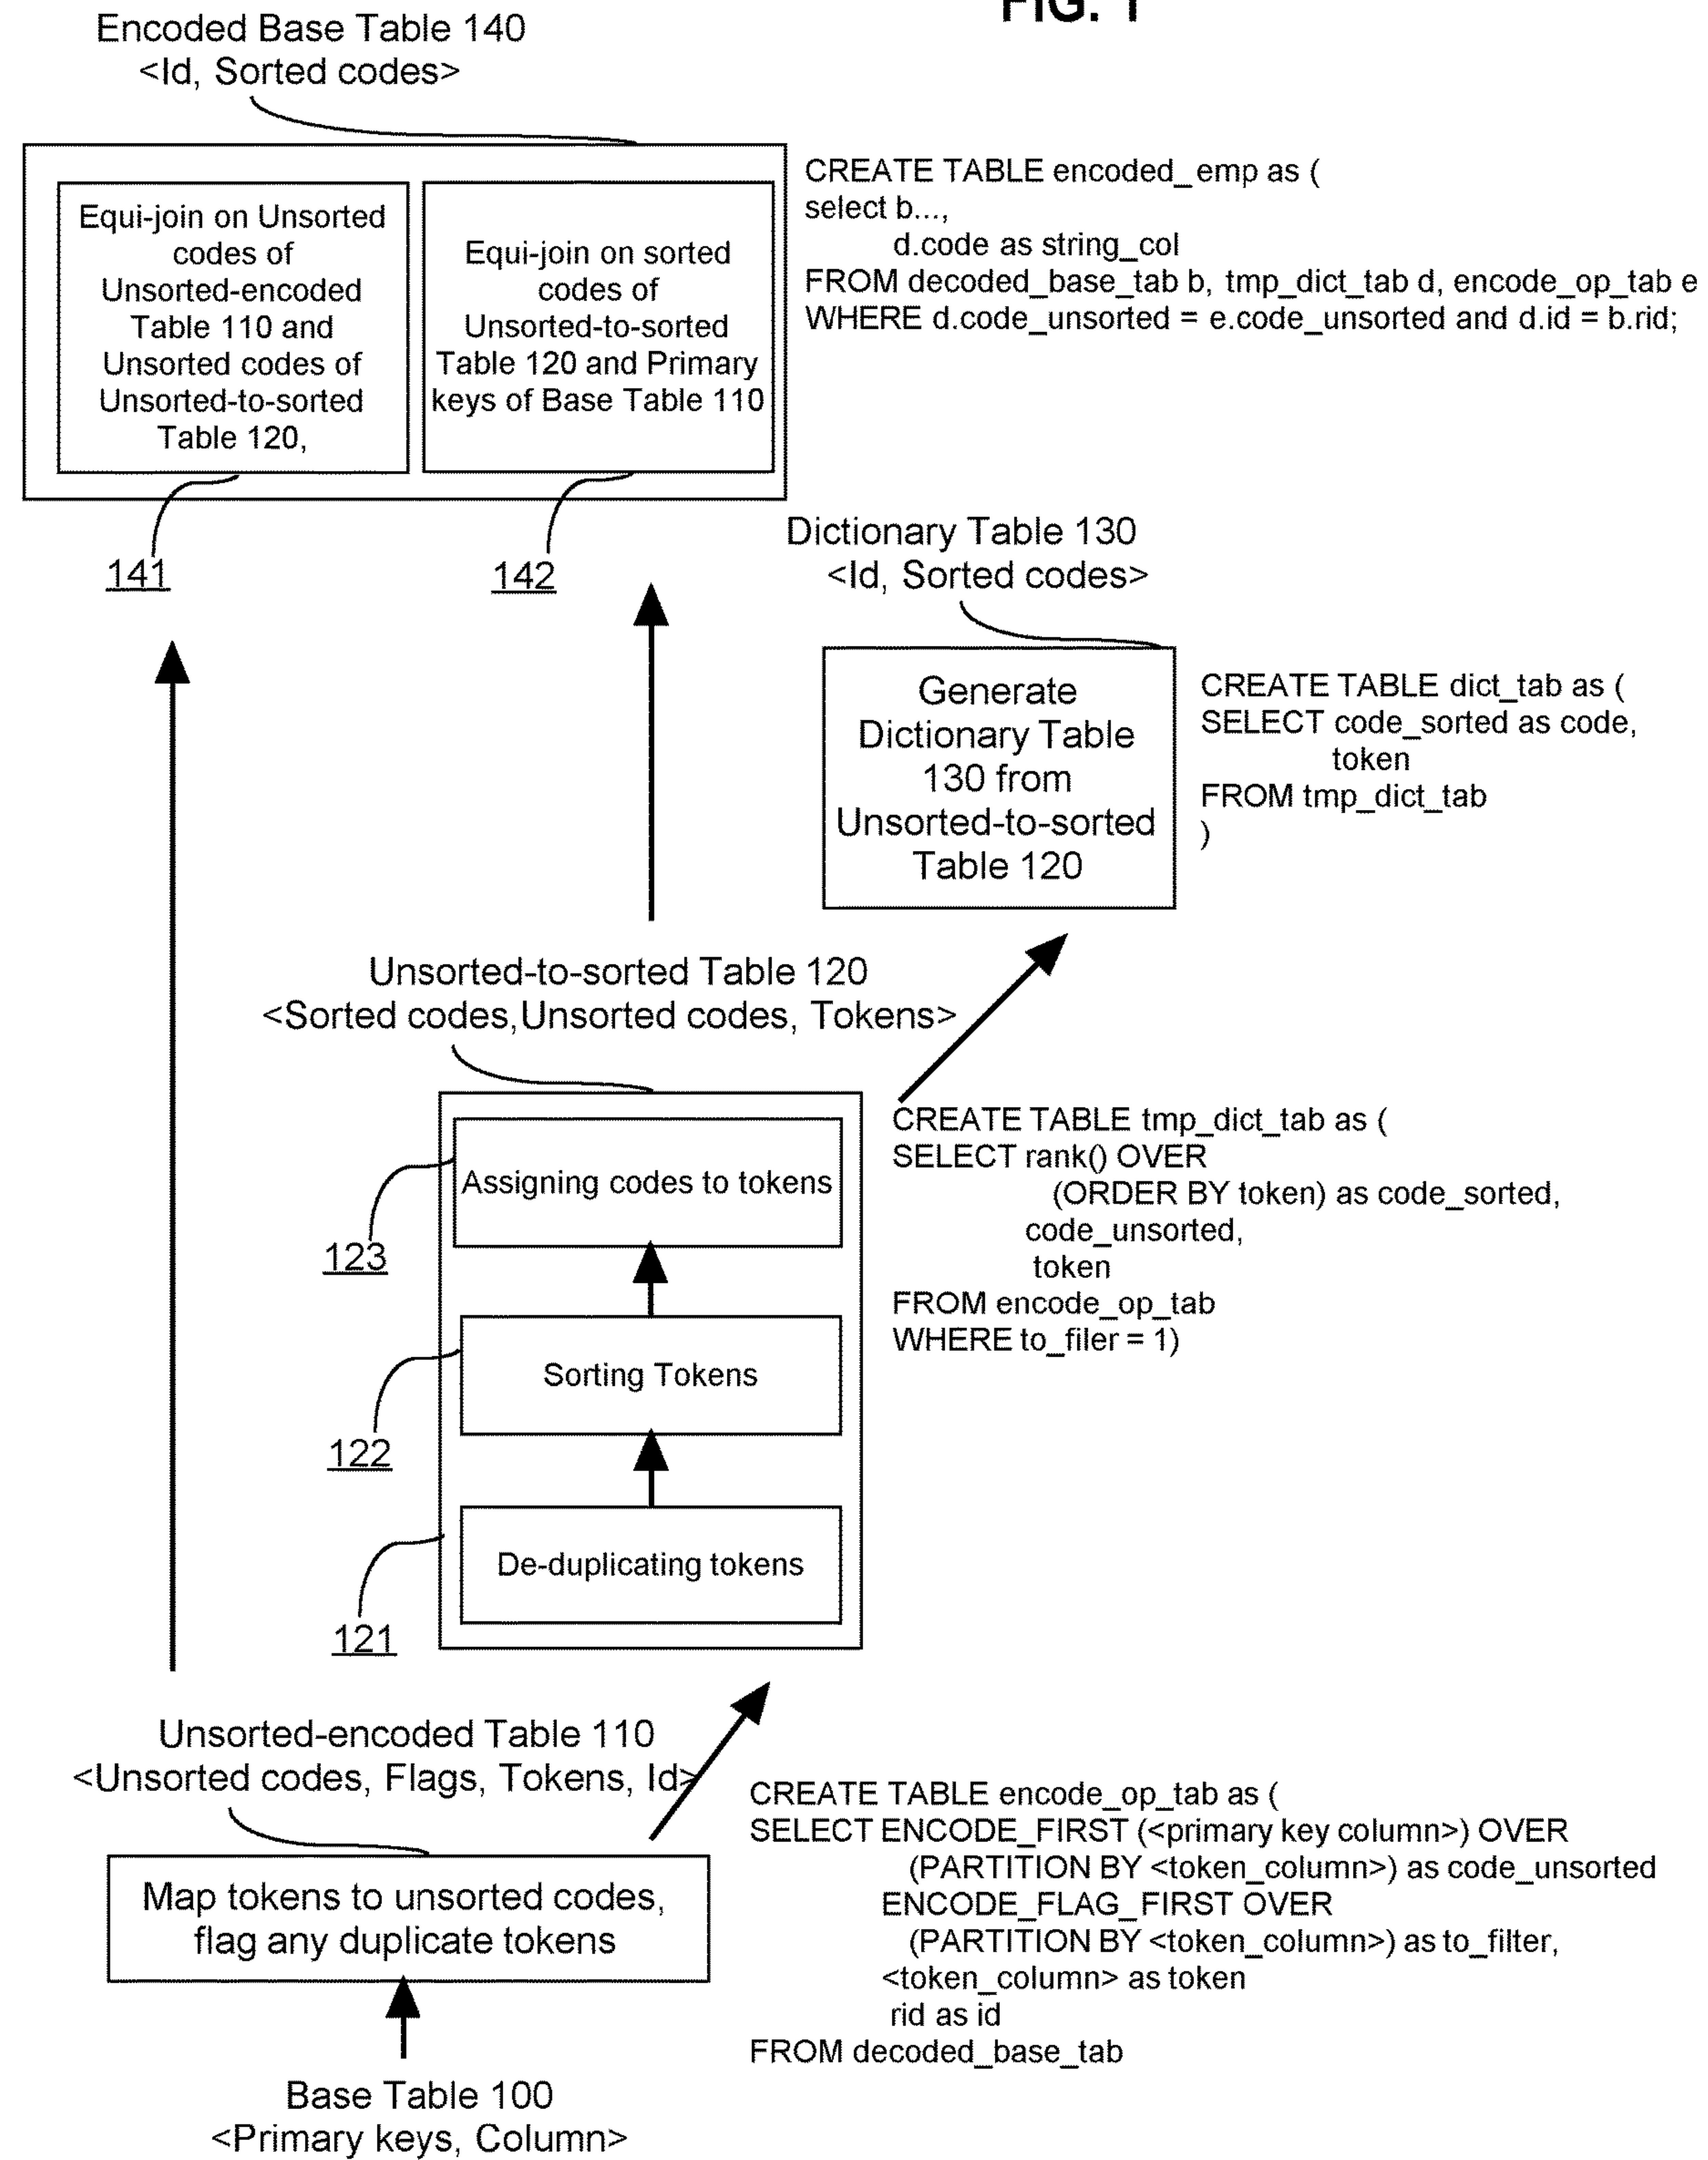 FIG. 1
Encoded Base Table 140
<Id, Sorted codes>
Equi-join on Unsorted
codes of
Unsorted-encoded
Table 110 and
Unsorted codes of
Unsorted-to-sorted
Table 120,
Equi-join on sorted
codes of
Unsorted-to-sorted
Table 120 and Primary
keys of Base Table 110
CREATE TABLE encoded_emp as (
select b...,
d.code as string_col
FROM decoded_base_tab b, tmp_dict_tab d, encode_op_tab e
WHERE d.code_unsorted = e.code_unsorted and d.id = b.rid;
141
142
Dictionary Table 130
<Id, Sorted codes>
Generate
Dictionary Table
130 from
Unsorted-to-sorted
Table 120
CREATE TABLE dict_tab as (
SELECT code_sorted as code,
token
FROM tmp_dict_tab
)
Unsorted-to-sorted Table 120
<Sorted codes,Unsorted codes, Tokens>
Assigning codes to tokens
123
Sorting Tokens
122
De-duplicating tokens
121
CREATE TABLE tmp_dict_tab as (
SELECT rank() OVER
(ORDER BY token) as code_sorted,
code_unsorted,
token
FROM encode_op_tab
WHERE to_filer = 1)
Unsorted-encoded Table 110
<Unsorted codes, Flags, Tokens, Id>
Map tokens to unsorted codes,
flag any duplicate tokens
CREATE TABLE encode_op_tab as (
SELECT ENCODE_FIRST (<primary key column>) OVER
(PARTITION BY <token_column>) as code_unsorted
ENCODE_FLAG_FIRST OVER
(PARTITION BY <token_column>) as to_filter,
<token_column> as token
rid as id
FROM decoded_base_tab
Base Table 100
<Primary keys, Column>